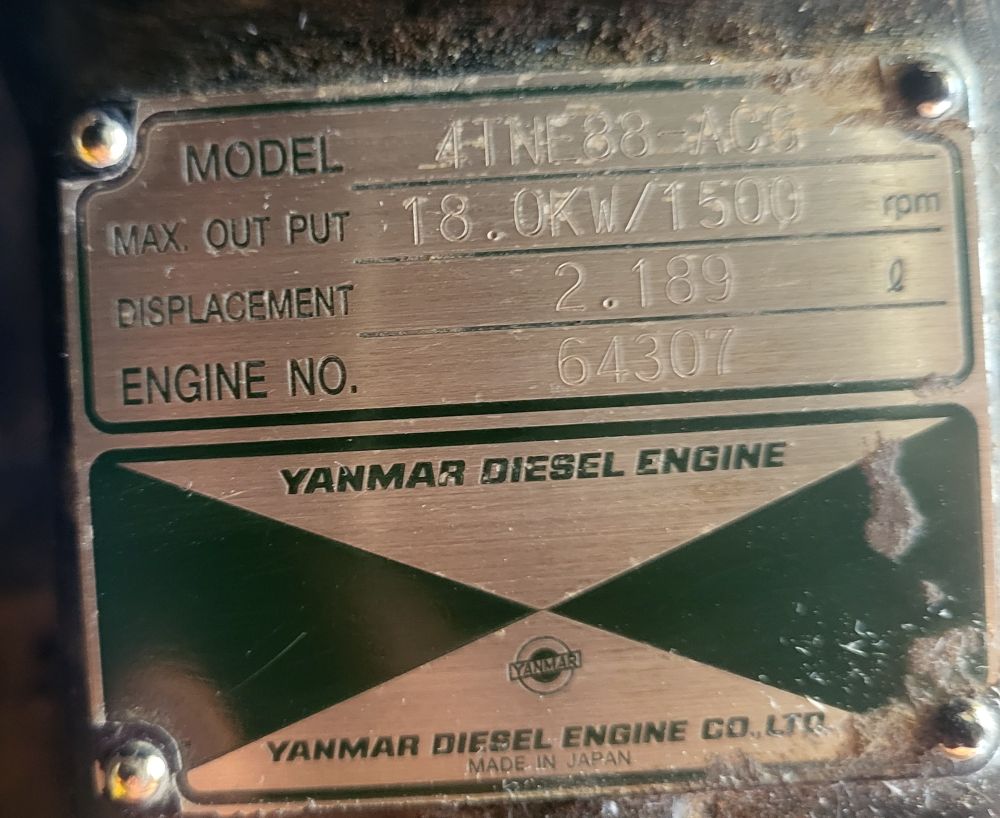 MODEL 4TNE88-ACG
MAX. OUT PUT 18.0KW/1500 rpm
DISPLACEMENT 2.189 ℓ
ENGINE NO. 64307
YANMAR DIESEL ENGINE
YANMAR
YANMAR DIESEL ENGINE CO.,LTD.
MADE IN JAPAN